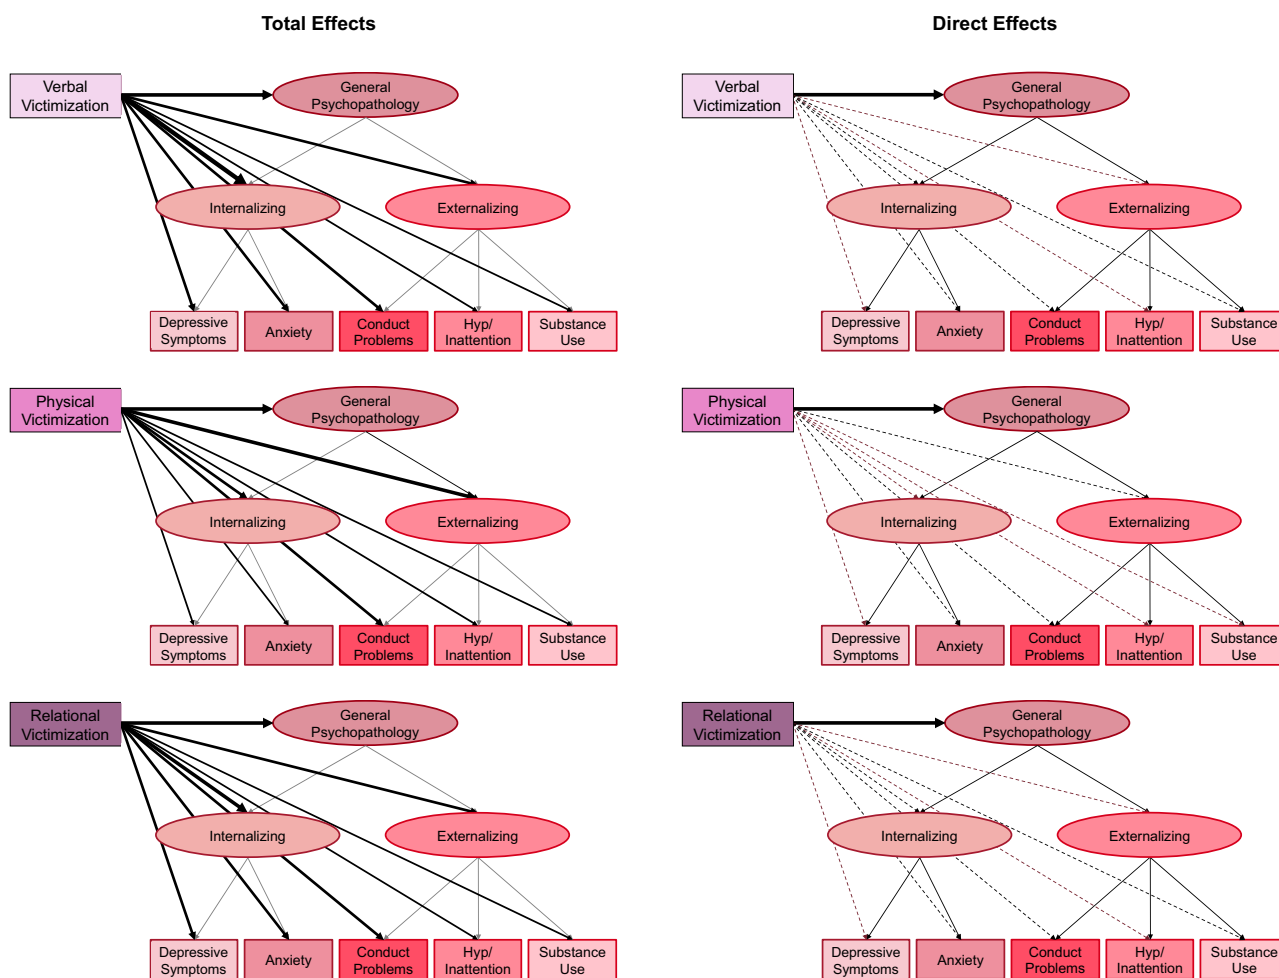 Total Effects
Direct Effects
Verbal
Victimization
General
Psychopathology
Internalizing
Externalizing
Depressive
Symptoms
Anxiety
Conduct
Problems
Hyp/
Inattention
Substance
Use
Verbal
Victimization
General
Psychopathology
Internalizing
Externalizing
Depressive
Symptoms
Anxiety
Conduct
Problems
Hyp/
Inattention
Substance
Use
Physical
Victimization
General
Psychopathology
Internalizing
Externalizing
Depressive
Symptoms
Anxiety
Conduct
Problems
Hyp/
Inattention
Substance
Use
Physical
Victimization
General
Psychopathology
Internalizing
Externalizing
Depressive
Symptoms
Anxiety
Conduct
Problems
Hyp/
Inattention
Substance
Use
Relational
Victimization
General
Psychopathology
Internalizing
Externalizing
Depressive
Symptoms
Anxiety
Conduct
Problems
Hyp/
Inattention
Substance
Use
Relational
Victimization
General
Psychopathology
Internalizing
Externalizing
Depressive
Symptoms
Anxiety
Conduct
Problems
Hyp/
Inattention
Substance
Use